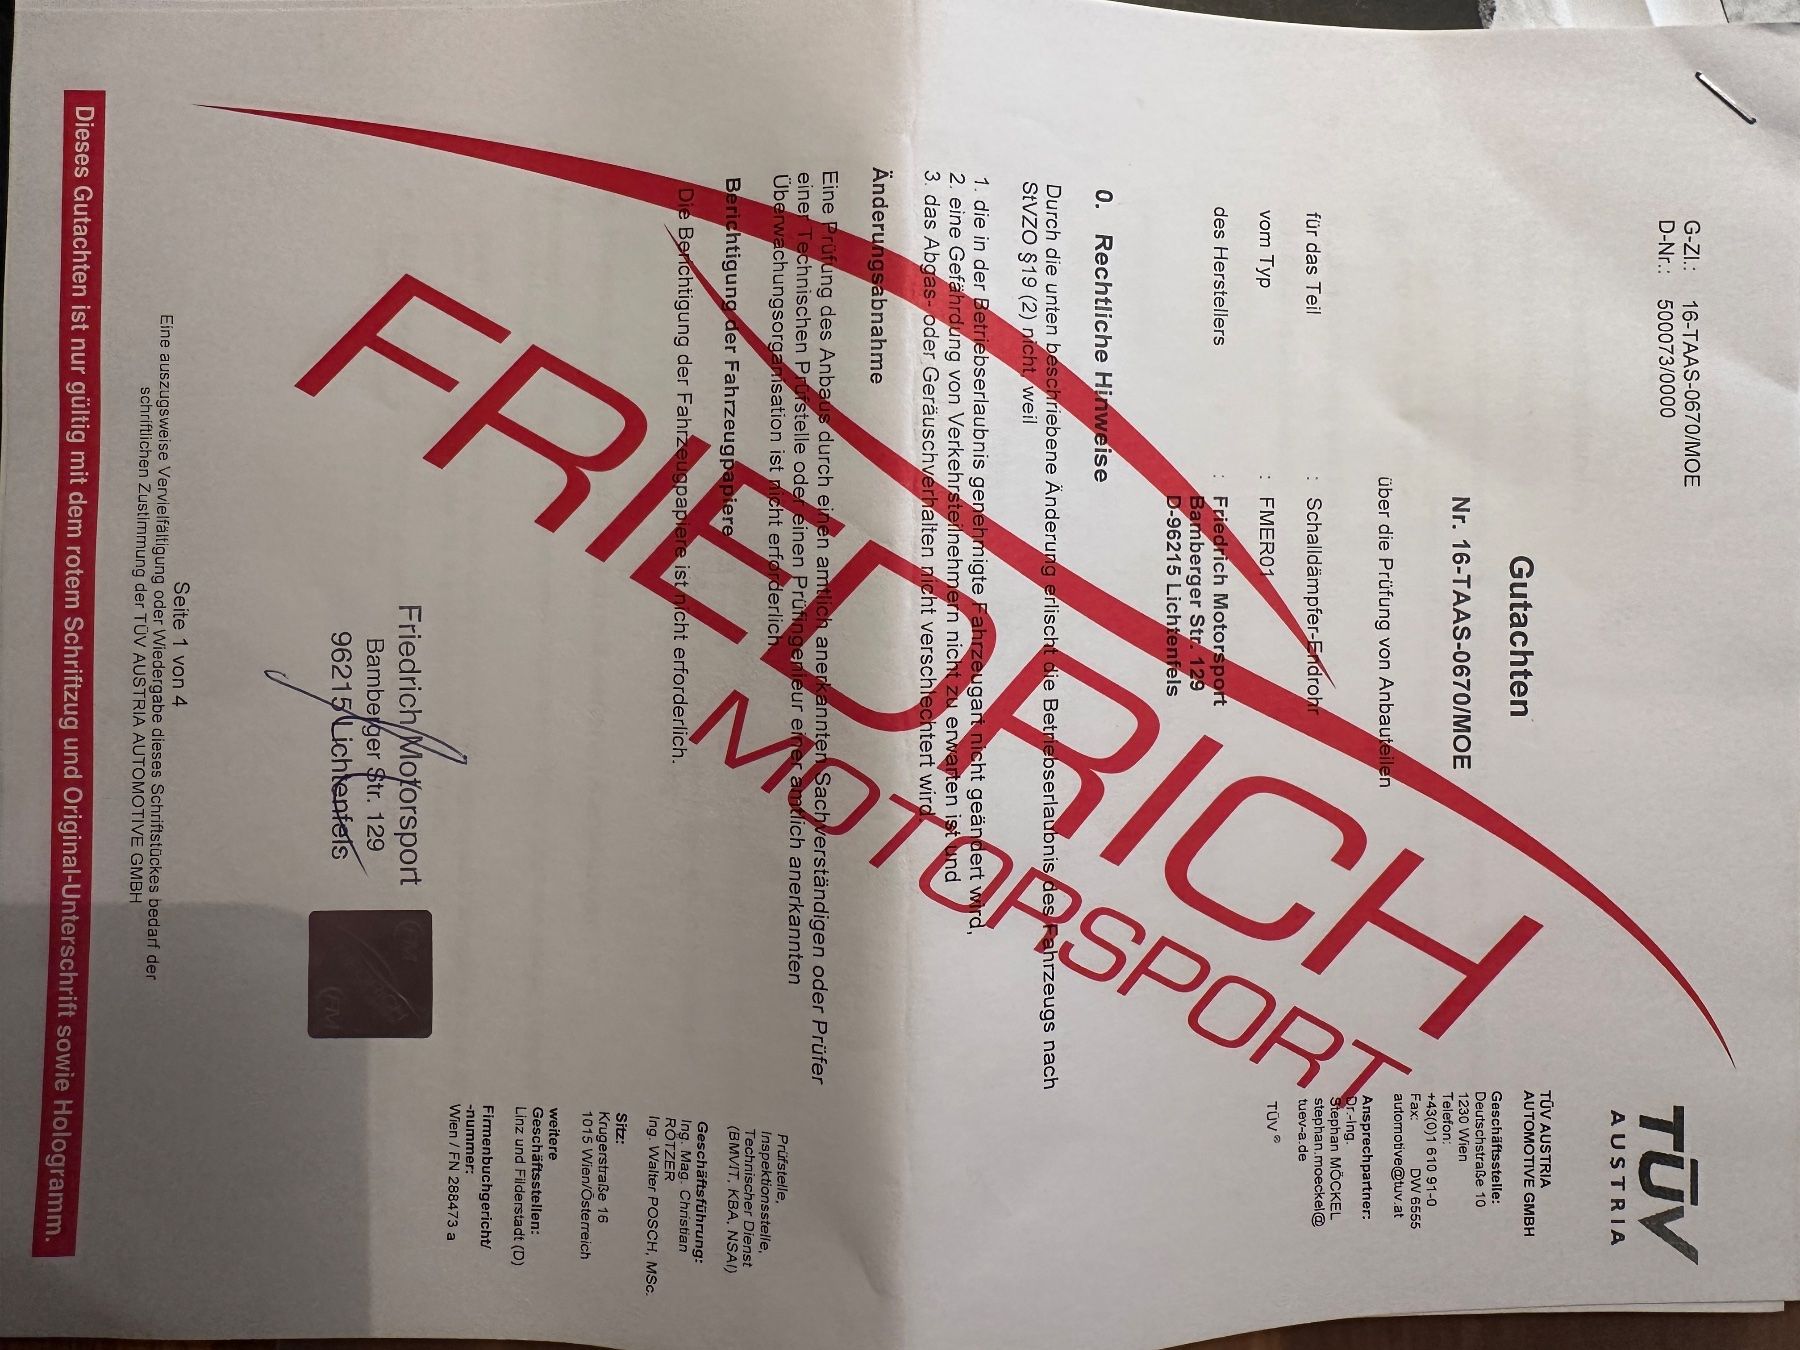 G-Zl.: 16-TAAS-0670/MOE
D-Nr.: 500073/0000
TÜV
AUSTRIA
Gutachten
Nr. 16-TAAS-0670/MOE
über die Prüfung von Anbauteilen
für das Teil : Schalldämpfer-Endrohr
vom Typ : FMER01
des Herstellers : Friedrich Motorsport
Bamberger Str. 129
D-96215 Lichtenfels
0. Rechtliche Hinweise
Durch die unten beschriebene Änderung erlischt die Betriebserlaubnis des Fahrzeugs nach
StVZO §19 (2) nicht, weil
1. die in der Betriebserlaubnis genehmigte Fahrzeugart nicht geändert wird,
2. eine Gefährdung von Verkehrsteilnehmern nicht zu erwarten ist und
3. das Abgas- oder Geräuschverhalten nicht verschlechtert wird.
Änderungsabnahme
Eine Prüfung des Anbaus durch einen amtlich anerkannten Sachverständigen oder Prüfer
einer Technischen Prüfstelle oder einen Prüfingenieur einer amtlich anerkannten
Überwachungsorganisation ist nicht erforderlich.
Berichtigung der Fahrzeugpapiere
Die Berichtigung der Fahrzeugpapiere ist nicht erforderlich.
FRIEDRICH
MOTORSPORT
TÜV AUSTRIA
AUTOMOTIVE GMBH
Geschäftsstelle:
Deutschstraße 10
1230 Wien
Telefon:
+43(0)1 610 91-0
Fax: DW 6555
automotive@tuv.at
Ansprechpartner:
Dr.-Ing.
Stephan MÖCKEL
stephan.moeckel@
tuev-a.de
TÜV ®
Prüfstelle,
Inspektionsstelle,
Technischer Dienst
(BMVIT, KBA, NSAI)
Geschäftsführung:
Ing. Mag. Christian
RÖTZER
Ing. Walter POSCH, MSc.
Sitz:
Krugerstraße 16
1015 Wien/Österreich
weitere
Geschäftsstellen:
Linz und Filderstadt (D)
Firmenbuchgericht/
-nummer:
Wien / FN 288473 a
Friedrich Motorsport
Bamberger Str. 129
96215 Lichtenfels
Seite 1 von 4
Eine auszugsweise Vervielfältigung oder Wiedergabe dieses Schriftstückes bedarf der
schriftlichen Zustimmung der TÜV AUSTRIA AUTOMOTIVE GMBH
Dieses Gutachten ist nur gültig mit dem rotem Schriftzug und Original-Unterschrift sowie Hologramm.